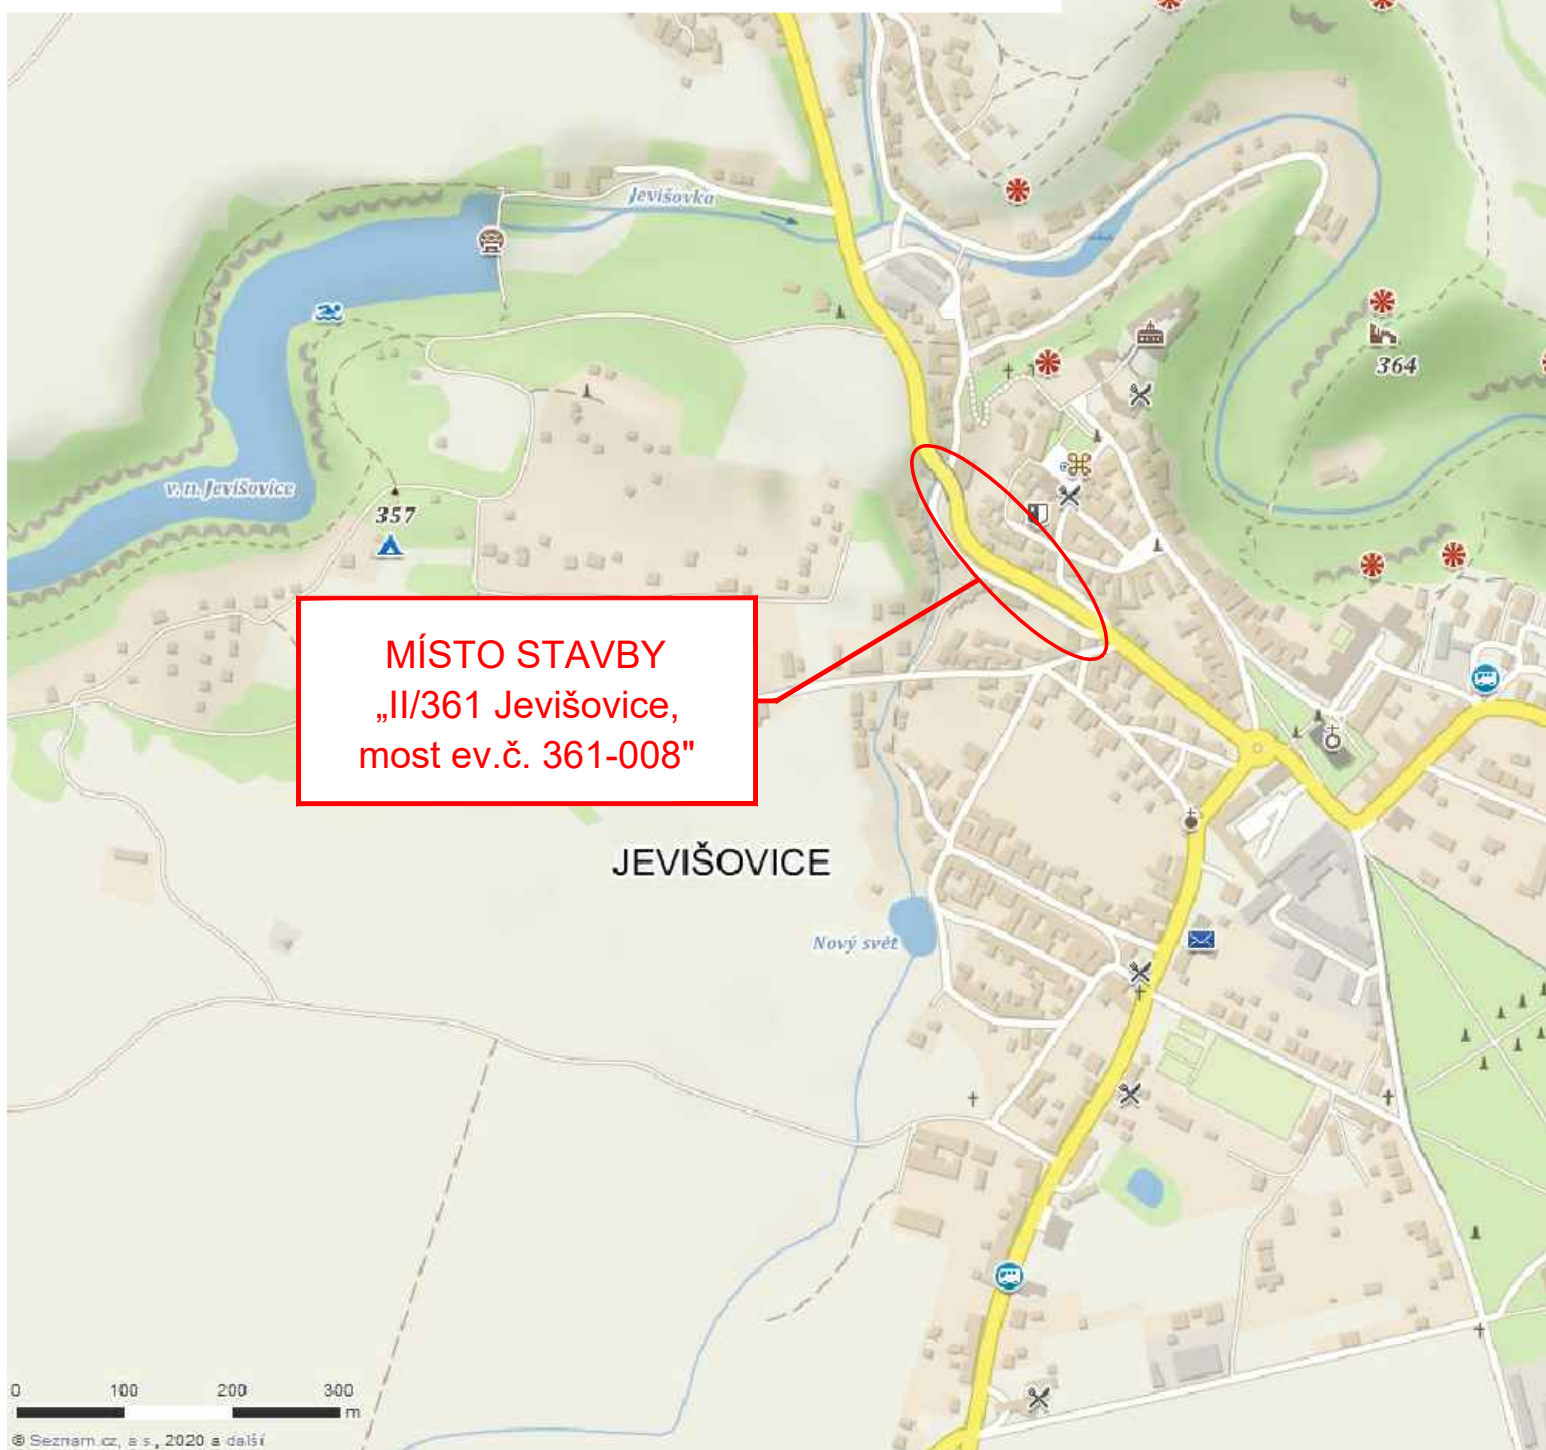 Jevišovka
364
v.n. Jevišovice
357
MÍSTO STAVBY
„II/361 Jevišovice,
most ev.č. 361-008"
JEVIŠOVICE
Nový svět
0 100 200 300
m
© Seznam.cz, a.s., 2020 a další